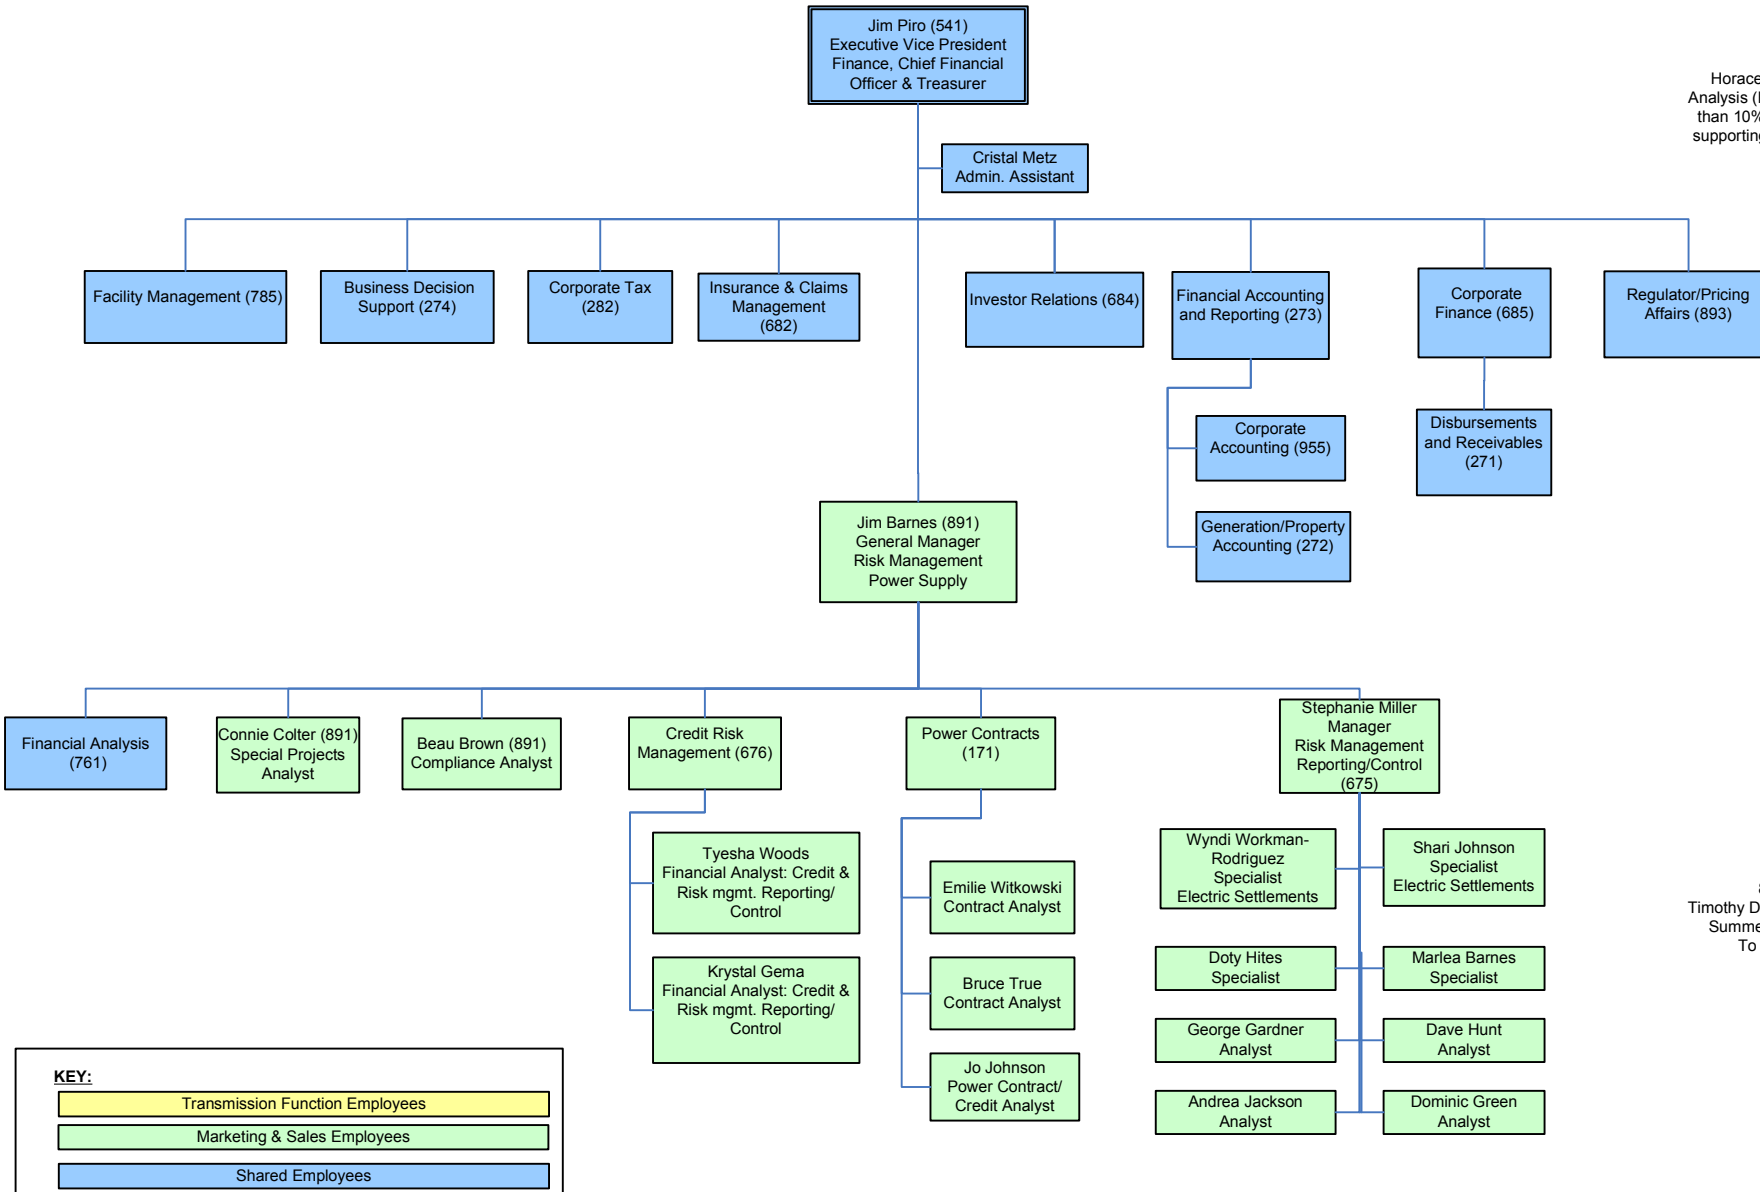 Jim Piro (541)
Executive Vice President
Finance, Chief Financial
Officer & Treasurer
Horace
Analysis (
than 10%
supporting
Cristal Metz
Admin. Assistant
Facility Management (785)
Business Decision
Support (274)
Corporate Tax
(282)
Insurance & Claims
Management
(682)
Investor Relations (684)
Financial Accounting
and Reporting (273)
Corporate
Finance (685)
Regulator/Pricing
Affairs (893)
Corporate
Accounting (955)
Disbursements
and Receivables
(271)
Generation/Property
Accounting (272)
Jim Barnes (891)
General Manager
Risk Management
Power Supply
Financial Analysis
(761)
Connie Colter (891)
Special Projects
Analyst
Beau Brown (891)
Compliance Analyst
Credit Risk
Management (676)
Power Contracts
(171)
Stephanie Miller
Manager
Risk Management
Reporting/Control
(675)
Tyesha Woods
Financial Analyst: Credit &
Risk mgmt. Reporting/
Control
Krystal Gema
Financial Analyst: Credit &
Risk mgmt. Reporting/
Control
Emilie Witkowski
Contract Analyst
Bruce True
Contract Analyst
Jo Johnson
Power Contract/
Credit Analyst
Wyndi Workman-
Rodriguez
Specialist
Electric Settlements
Shari Johnson
Specialist
Electric Settlements
Doty Hites
Specialist
Marlea Barnes
Specialist
George Gardner
Analyst
Dave Hunt
Analyst
Andrea Jackson
Analyst
Dominic Green
Analyst
Timothy D
Summe
To
KEY:
Transmission Function Employees
Marketing & Sales Employees
Shared Employees